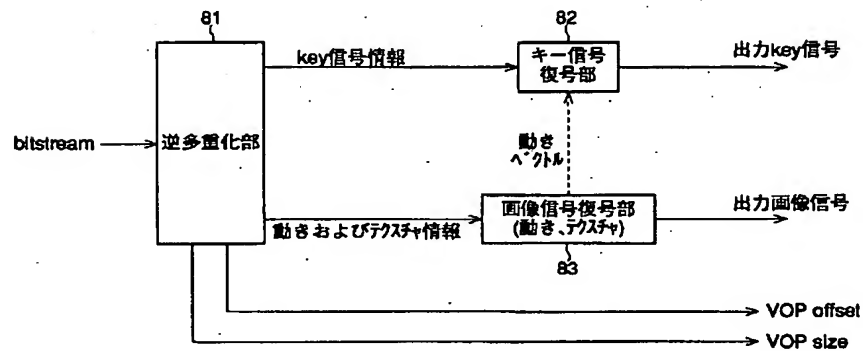 81
82
key信号情報
キー信号
復号部
出力key信号
bitstream
逆多重化部
動き
ベクトル
動きおよびテクスチャ情報
画像信号復号部
(動き、テクスチャ)
出力画像信号
83
VOP offset
VOP size